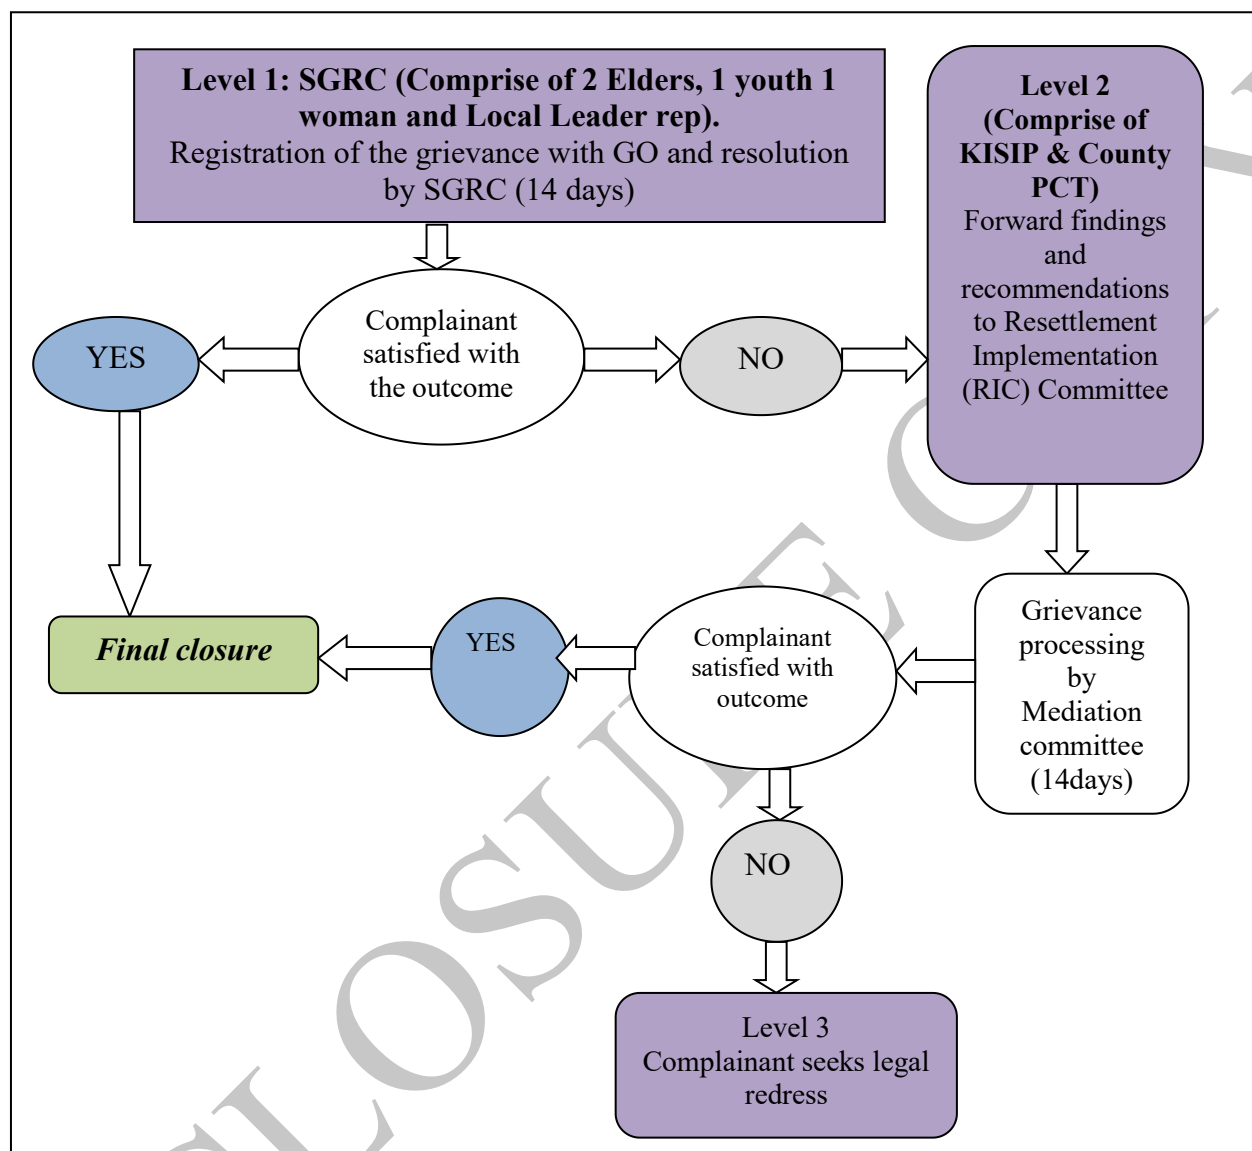 Level 1: SGRC (Comprise of 2 Elders, 1 youth 1
woman and Local Leader rep).
Registration of the grievance with GO and resolution
by SGRC (14 days)
Level 2
(Comprise of
KISIP & County
PCT)
Forward findings
and
recommendations
to Resettlement
Implementation
(RIC) Committee
Complainant
satisfied with
the outcome
YES
NO
Final closure
YES
Complainant
satisfied with
outcome
Grievance
processing
by
Mediation
committee
(14days)
NO
Level 3
Complainant seeks legal
redress
LOSURE